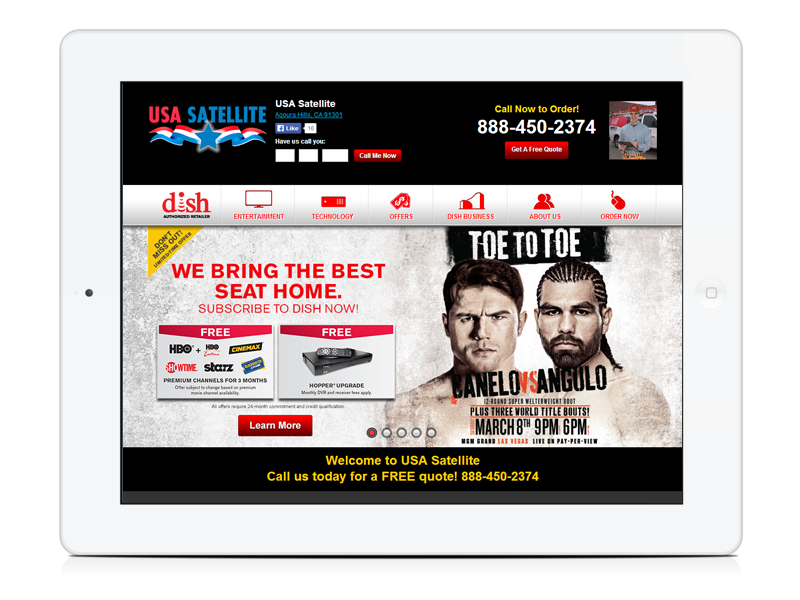 USA SATELLITE
USA Satellite
Agoura Hills, CA 91301
Like 16
Have us call you:
Call Me Now
Call Now to Order!
888-450-2374
Get A Free Quote
dish
AUTHORIZED RETAILER
ENTERTAINMENT
TECHNOLOGY
OFFERS
DISH BUSINESS
ABOUT US
ORDER NOW
DON'T
MISS OUT!
LIMITED-TIME OFFER
WE BRING THE BEST
SEAT HOME.
SUBSCRIBE TO DISH NOW!
FREE
HBO + HBO Latino CINEMAX
SHOWTIME starz
PREMIUM CHANNELS FOR 3 MONTHS
Offer subject to change based on premium
movie channel availability.
FREE
HOPPER UPGRADE
Monthly DVR and receiver fees apply.
All offers require 24-month commitment and credit qualification.
Learn More
TOE TO TOE
CANELO VS ANGULO
12-ROUND SUPER WELTERWEIGHT BOUT
PLUS THREE WORLD TITLE BOUTS!
MARCH 8TH 9PM 6PM
MGM GRAND LAS VEGAS LIVE ON PAY-PER-VIEW
Welcome to USA Satellite
Call us today for a FREE quote! 888-450-2374